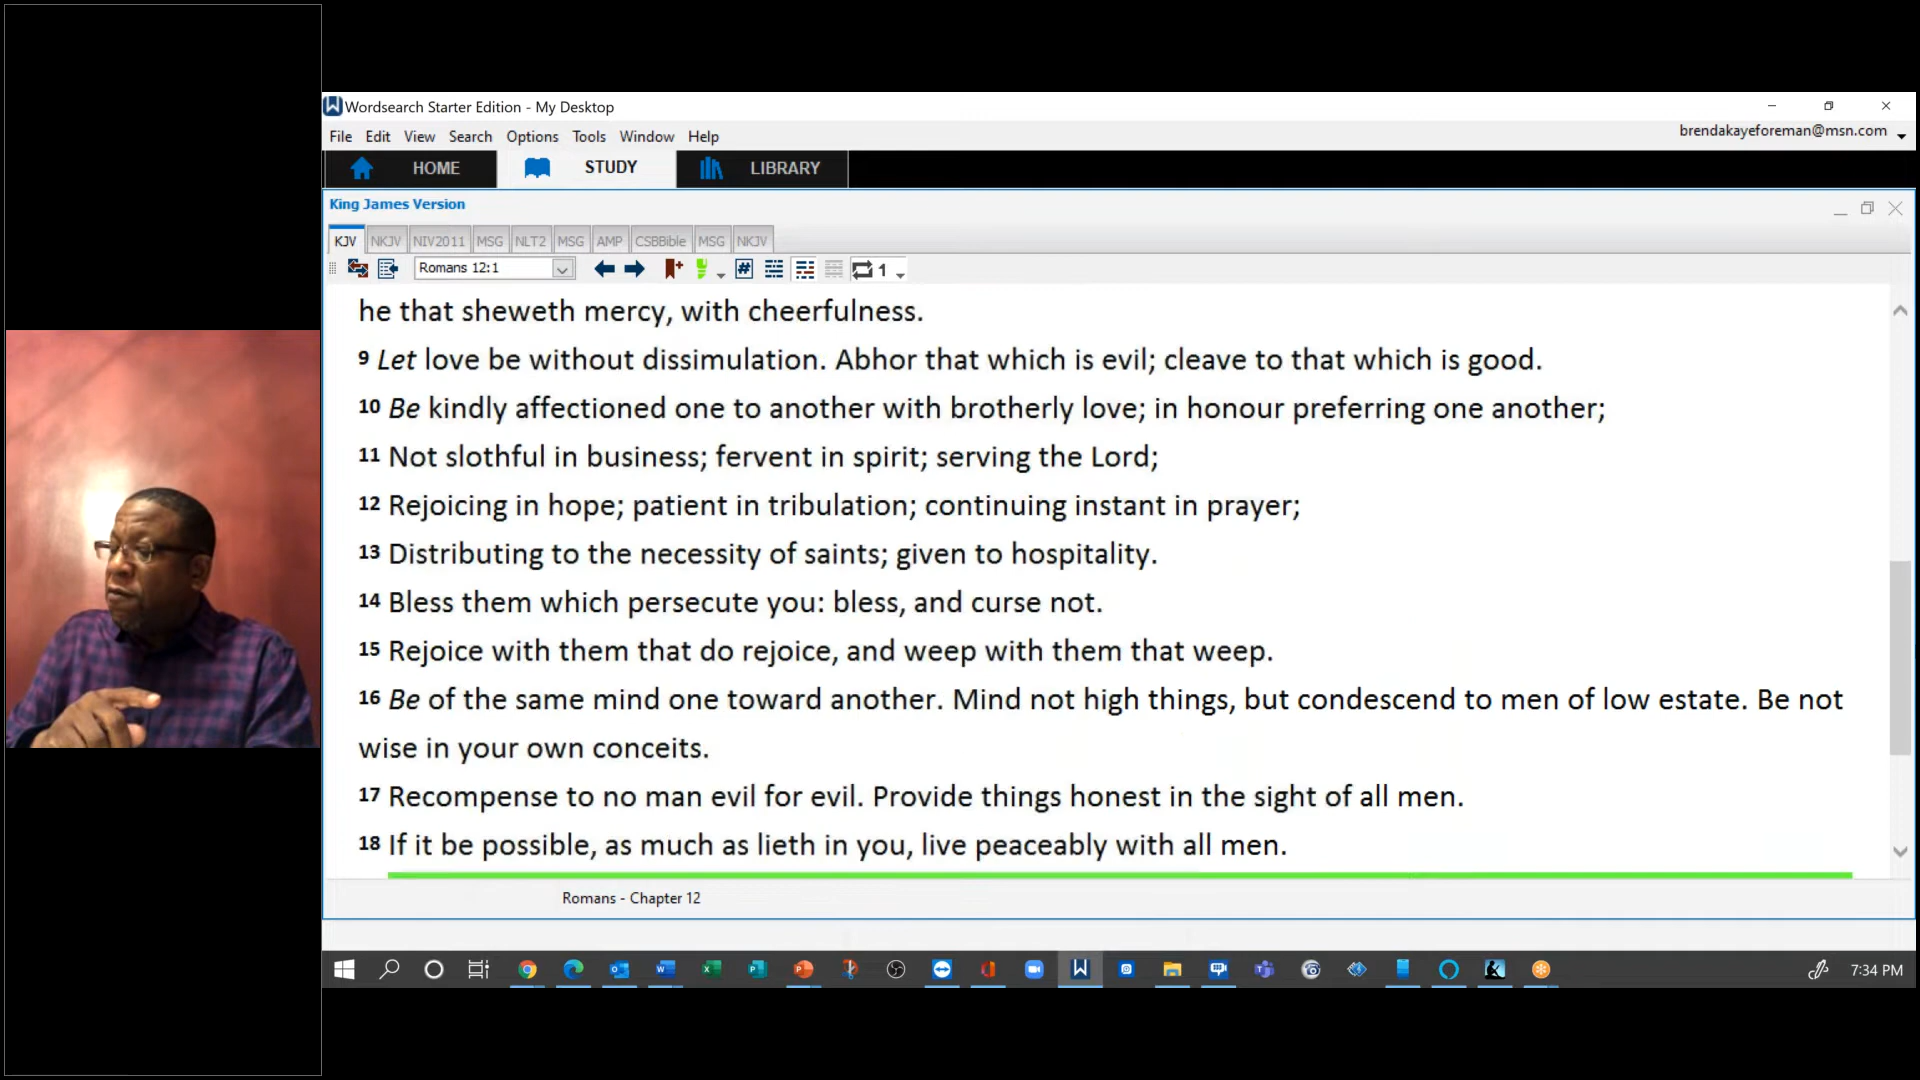 Wordsearch Starter Edition - My Desktop
File Edit View Search Options Tools Window Help
brendakayeforeman@msn.com
HOME STUDY LIBRARY
King James Version
KJV NKJV NIV2011 MSG NLT2 MSG AMP CSBBible MSG NKJV
Romans 12:1
# 1
he that sheweth mercy, with cheerfulness.
9 Let love be without dissimulation. Abhor that which is evil; cleave to that which is good.
10 Be kindly affectioned one to another with brotherly love; in honour preferring one another;
11 Not slothful in business; fervent in spirit; serving the Lord;
12 Rejoicing in hope; patient in tribulation; continuing instant in prayer;
13 Distributing to the necessity of saints; given to hospitality.
14 Bless them which persecute you: bless, and curse not.
15 Rejoice with them that do rejoice, and weep with them that weep.
16 Be of the same mind one toward another. Mind not high things, but condescend to men of low estate. Be not
wise in your own conceits.
17 Recompense to no man evil for evil. Provide things honest in the sight of all men.
18 If it be possible, as much as lieth in you, live peaceably with all men.
Romans - Chapter 12
7:34 PM